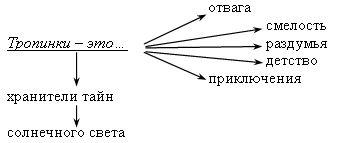 отвага
смелость
Тропинки – это…
раздумья
детство
приключения
хранители тайн
солнечного света